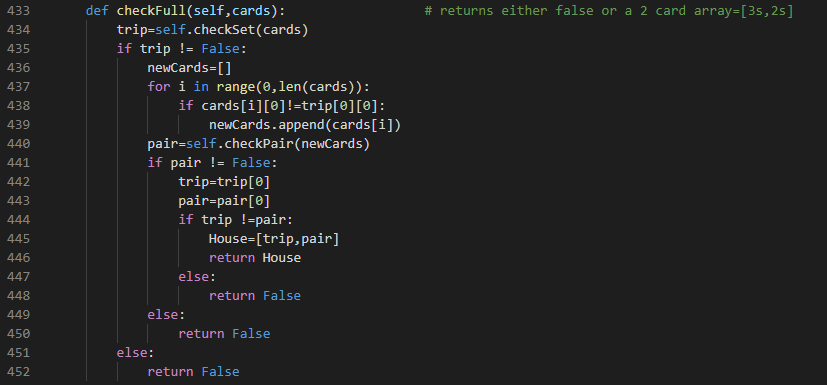 433 def checkFull(self,cards): # returns either false or a 2 card array=[3s,2s]
434 trip=self.checkSet(cards)
435 if trip != False:
436 newCards=[]
437 for i in range(0,len(cards)):
438 if cards[i][0]!=trip[0][0]:
439 newCards.append(cards[i])
440 pair=self.checkPair(newCards)
441 if pair != False:
442 trip=trip[0]
443 pair=pair[0]
444 if trip !=pair:
445 House=[trip,pair]
446 return House
447 else:
448 return False
449 else:
450 return False
451 else:
452 return False